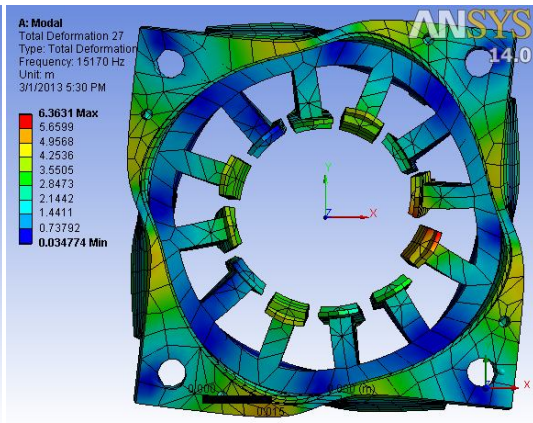 A: Modal
Total Deformation 27
Type: Total Deformation
Frequency: 15170 Hz
Unit: m
3/1/2013 5:30 PM
6.3631 Max
5.6599
4.9568
4.2536
3.5505
2.8473
2.1442
1.4411
0.73792
0.034774 Min
ANSYS
14.0
Y
Z
X
0.000
(m)
0.015
X